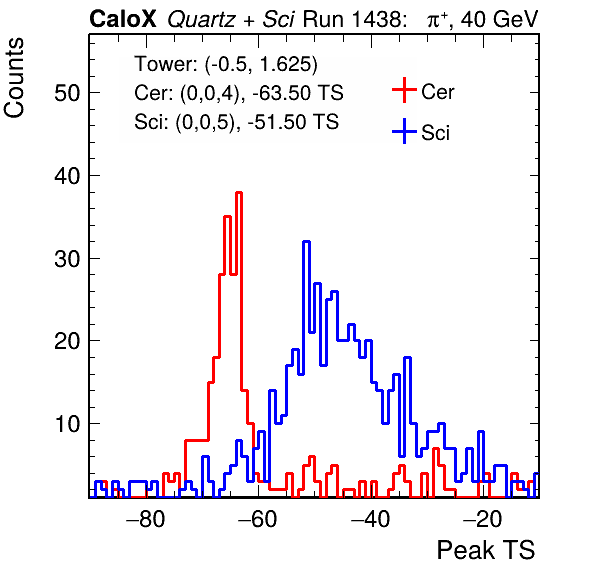 CaloX Quartz + Sci Run 1438: π+, 40 GeV
Tower: (-0.5, 1.625)
Cer: (0,0,4), -63.50 TS
Sci: (0,0,5), -51.50 TS
Cer
Sci
Counts
50
40
30
20
10
−80 −60 −40 −20
Peak TS